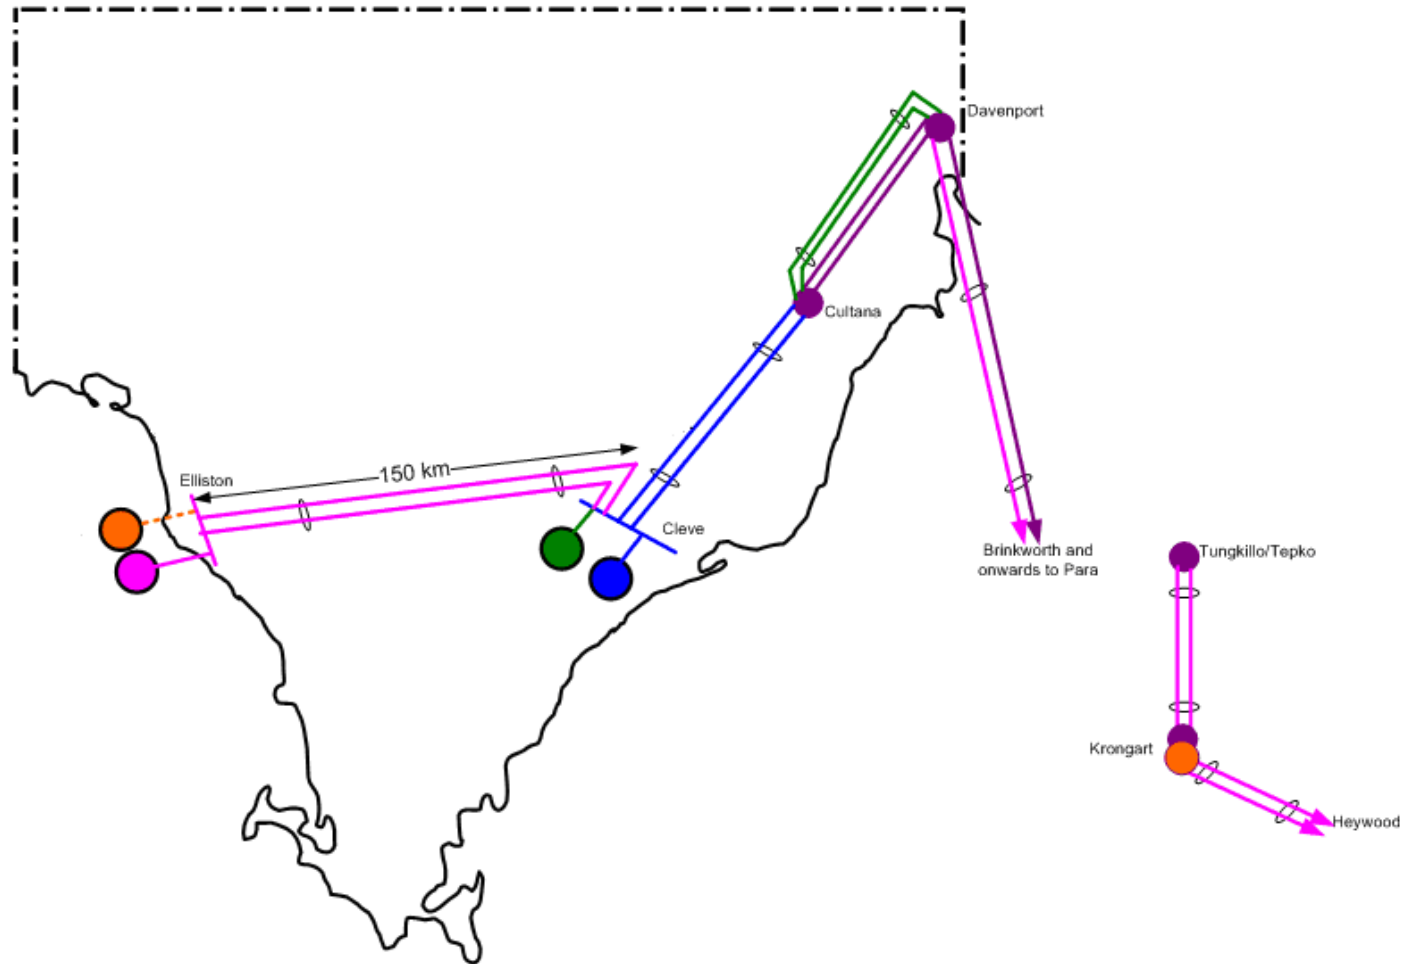 Davenport
Cultana
150 km
Elliston
Cleve
Brinkworth and
onwards to Para
Tungkillo/Tepko
Krongart
Heywood